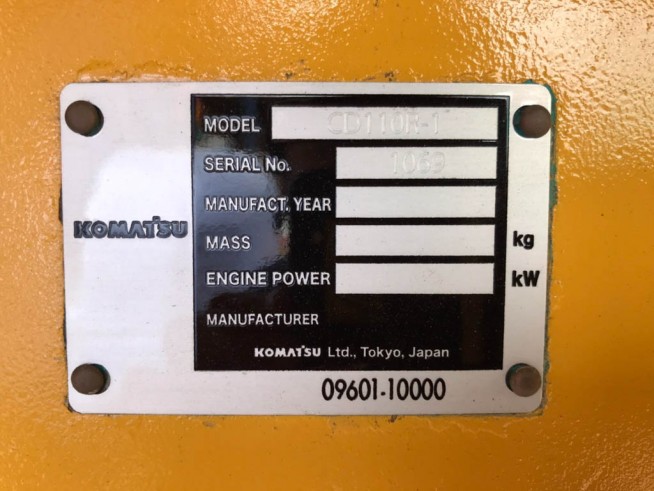 MODEL CD110R-1
SERIAL No. 1069
MANUFACT. YEAR
KOMATSU
MASS kg
ENGINE POWER kW
MANUFACTURER
KOMATSU Ltd., Tokyo, Japan
09601-10000